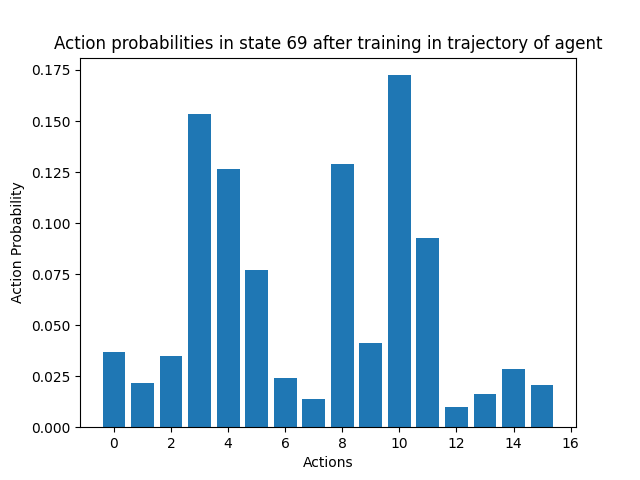 Action probabilities in state 69 after training in trajectory of agent
0.175
0.150
0.125
0.100
0.075
0.050
0.025
0.000
Action Probability
0 2 4 6 8 10 12 14 16
Actions